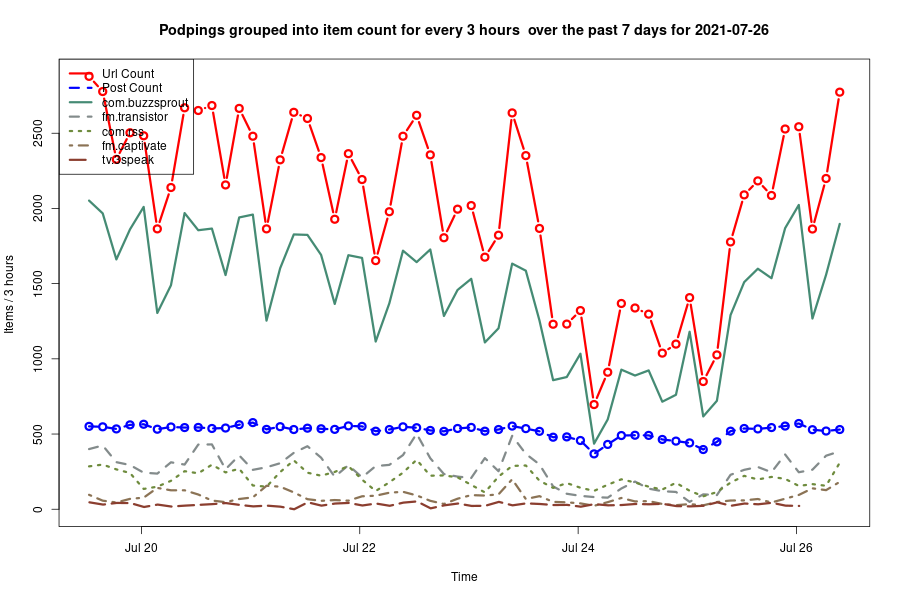 Podpings grouped into item count for every 3 hours  over the past 7 days for 2021-07-26
Url Count
Post Count
com.buzzsprout
fm.transistor
com.rss
fm.captivate
tv.vspeak
Items / 3 hours
2500
2000
1500
1000
500
0
Jul 20
Jul 22
Jul 24
Jul 26
Time